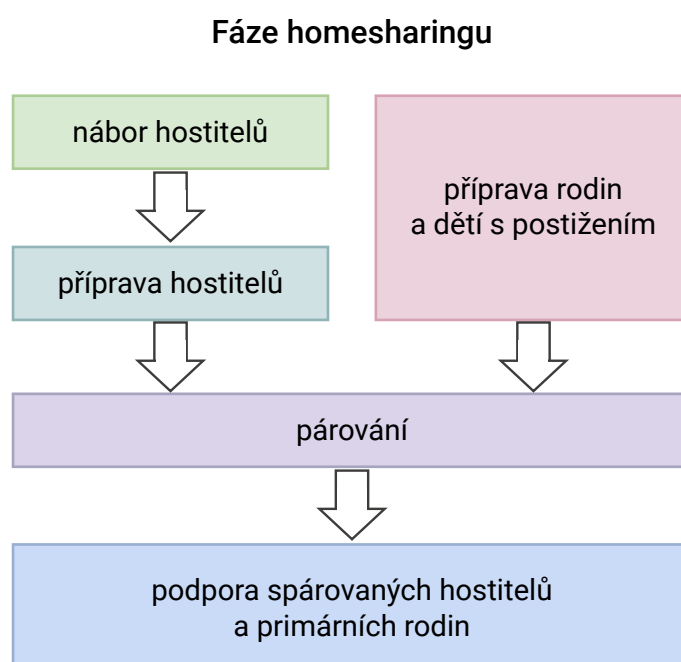 Fáze homesharingu
nábor hostitelů
příprava rodin
a dětí s postižením
příprava hostitelů
párování
podpora spárovaných hostitelů
a primárních rodin